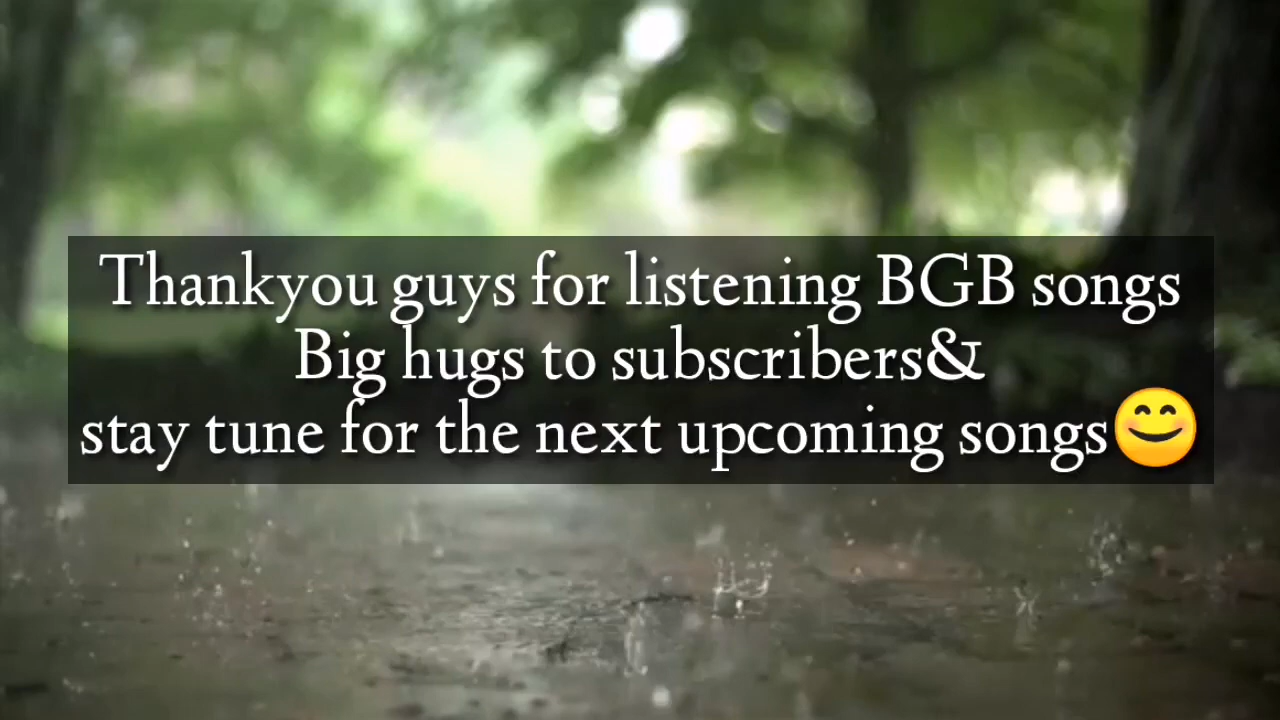 Thankyou guys for listening BGB songs
Big hugs to subscribers&
stay tune for the next upcoming songs😊